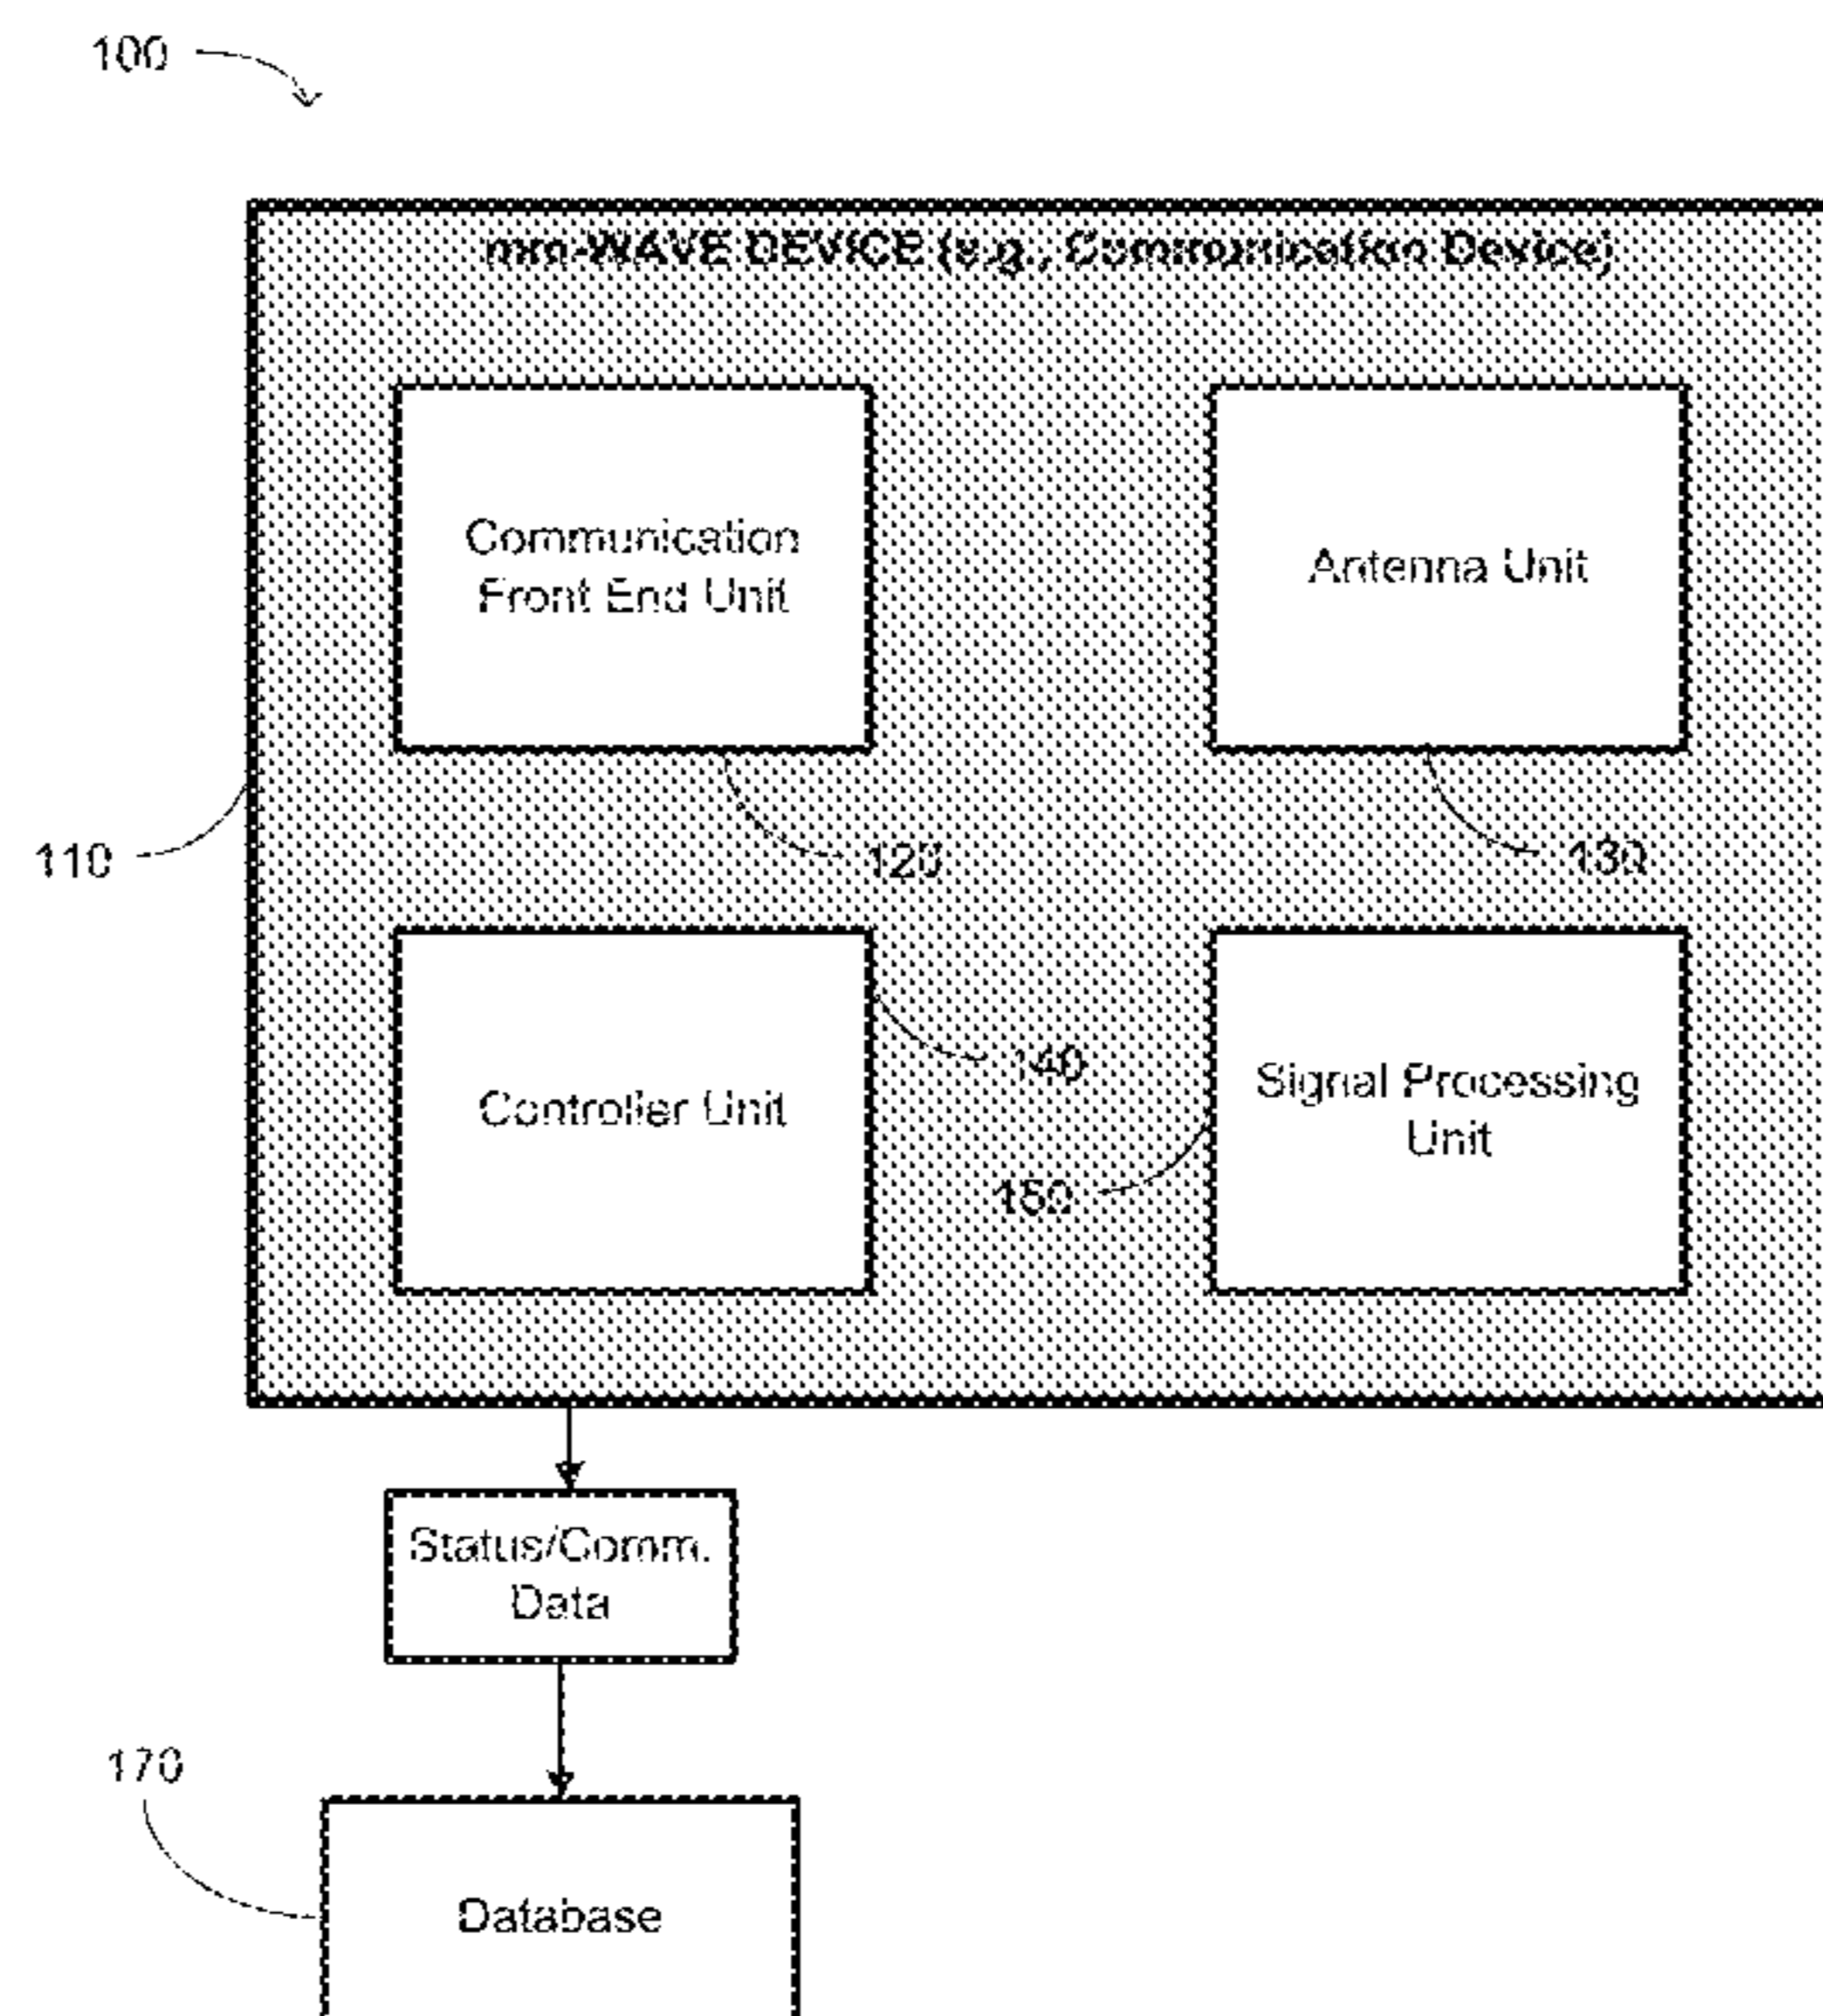 100
mm-WAVE DEVICE (e.g., Communication Device)
Communication
Front End Unit
Antenna Unit
110
120
130
Controller Unit
140
Signal Processing
Unit
150
Status/Comm.
Data
170
Database